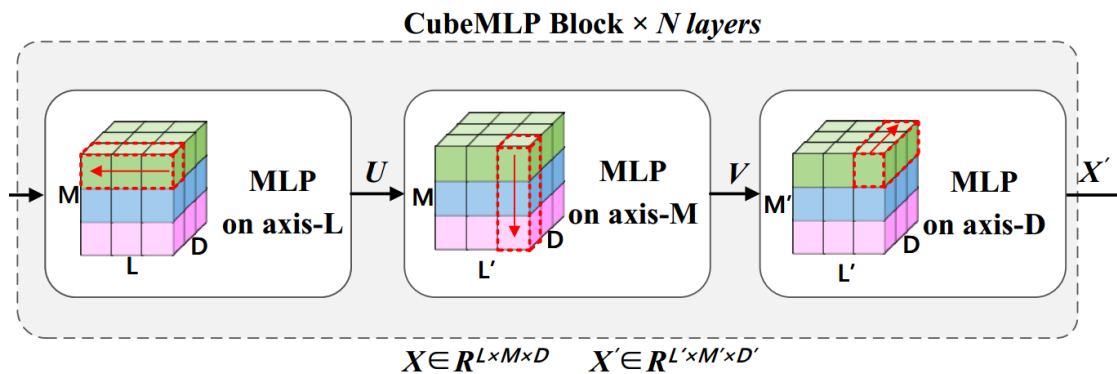 CubeMLP Block × N layers
M
L
D
MLP
on axis-L
U
M
L′
D
MLP
on axis-M
V
M′
L′
D
MLP
on axis-D
X′
X∈R^{L×M×D} X′∈R^{L′×M′×D′}